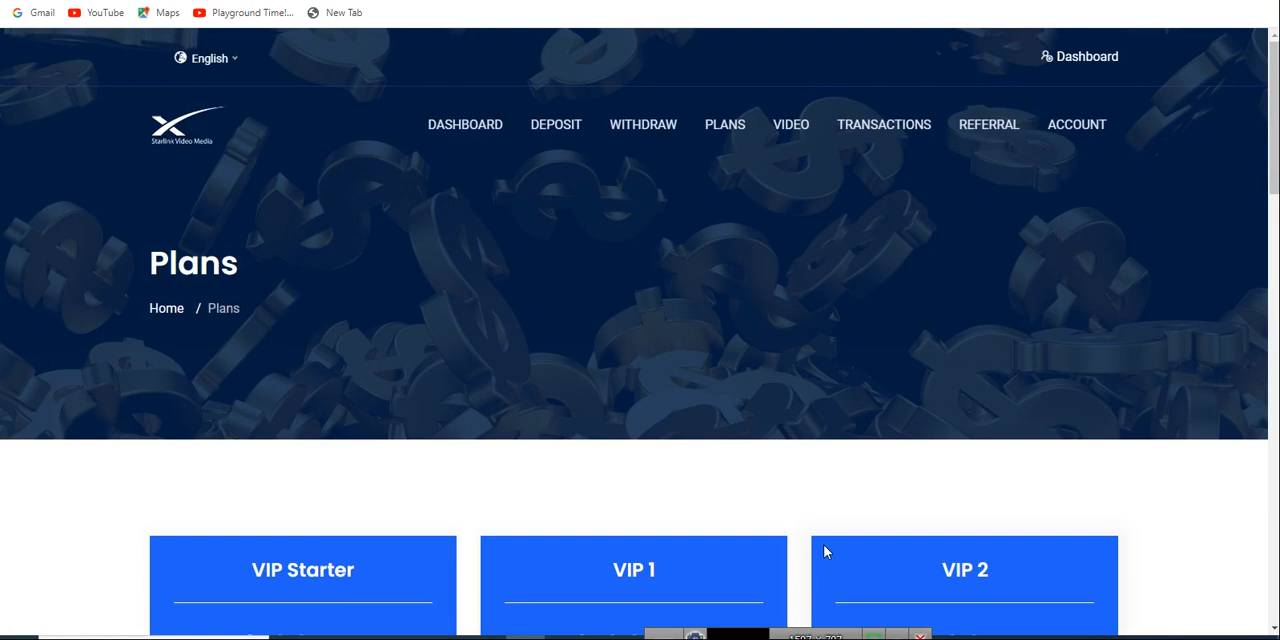 Gmail YouTube Maps Playground Time!... New Tab
English Dashboard
Starlink Video Media
DASHBOARD DEPOSIT WITHDRAW PLANS VIDEO TRANSACTIONS REFERRAL ACCOUNT
Plans
Home / Plans
VIP Starter VIP 1 VIP 2